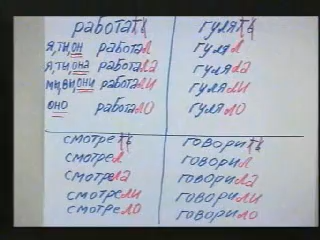 работать
я, ты, он работал
я, ты, она работала
мы, вы, они работали
оно работало
гулять
гулял
гуляла
гуляли
гуляло
смотреть
смотрел
смотрела
смотрели
смотрело
говорить
говорил
говорила
говорили
говорило